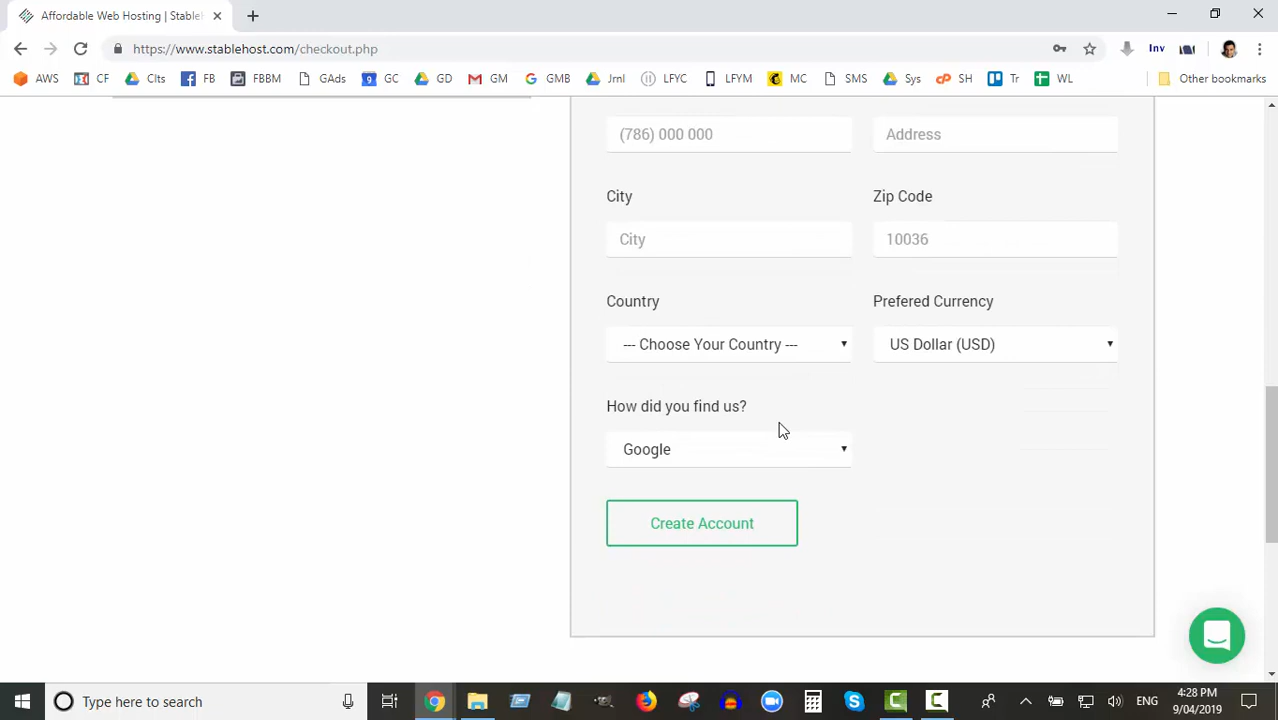 Affordable Web Hosting | Stable
https://www.stablehost.com/checkout.php
Inv
AWS CF Clts FB FBBM GAds GC GD GM GMB Jrnl LFYC LFYM MC SMS Sys SH Tr WL Other bookmarks
(786) 000 000 Address
City Zip Code
City 10036
Country Prefered Currency
--- Choose Your Country --- US Dollar (USD)
How did you find us?
Google
Create Account
Type here to search
ENG
4:28 PM
9/04/2019